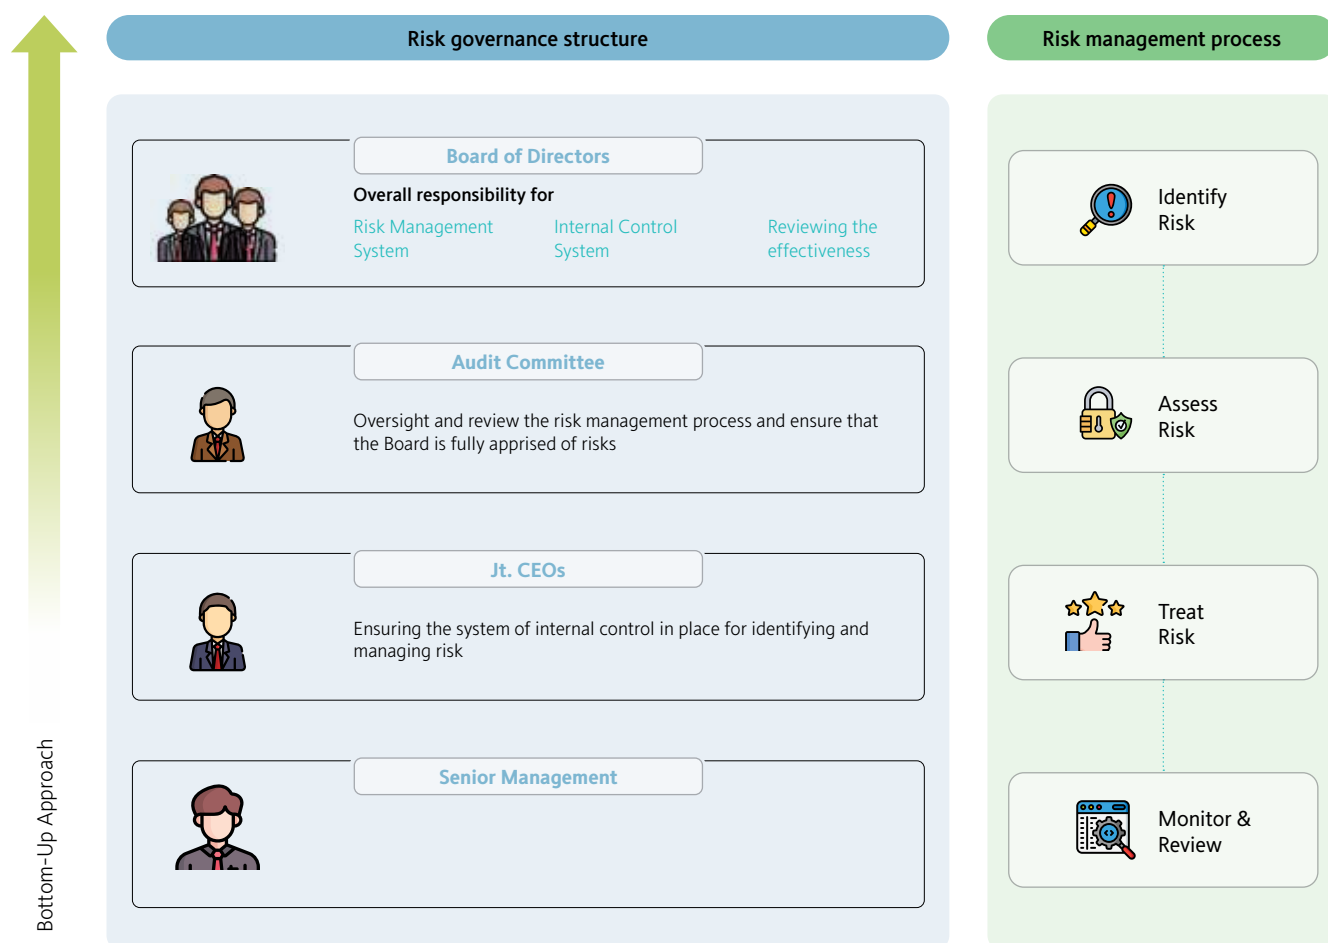 Risk governance structure
Risk management process
Board of Directors
Overall responsibility for
Risk Management
System
Internal Control
System
Reviewing the
effectiveness
Audit Committee
Oversight and review the risk management process and ensure that
the Board is fully apprised of risks
Jt. CEOs
Ensuring the system of internal control in place for identifying and
managing risk
Senior Management
Identify
Risk
Assess
Risk
Treat
Risk
Monitor &
Review
Bottom-Up Approach